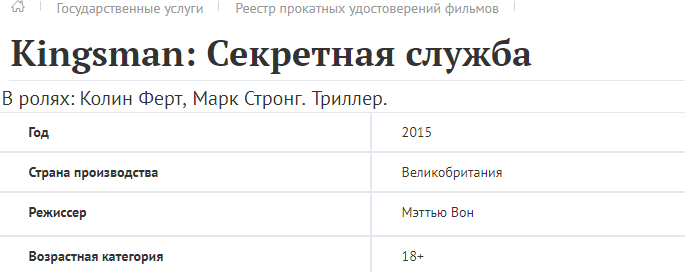 Государственные услуги Реестр прокатных удостоверений фильмов
Kingsman: Секретная служба
В ролях: Колин Ферт, Марк Стронг. Триллер.
Год 2015
Страна производства Великобритания
Режиссер Мэттью Вон
Возрастная категория 18+